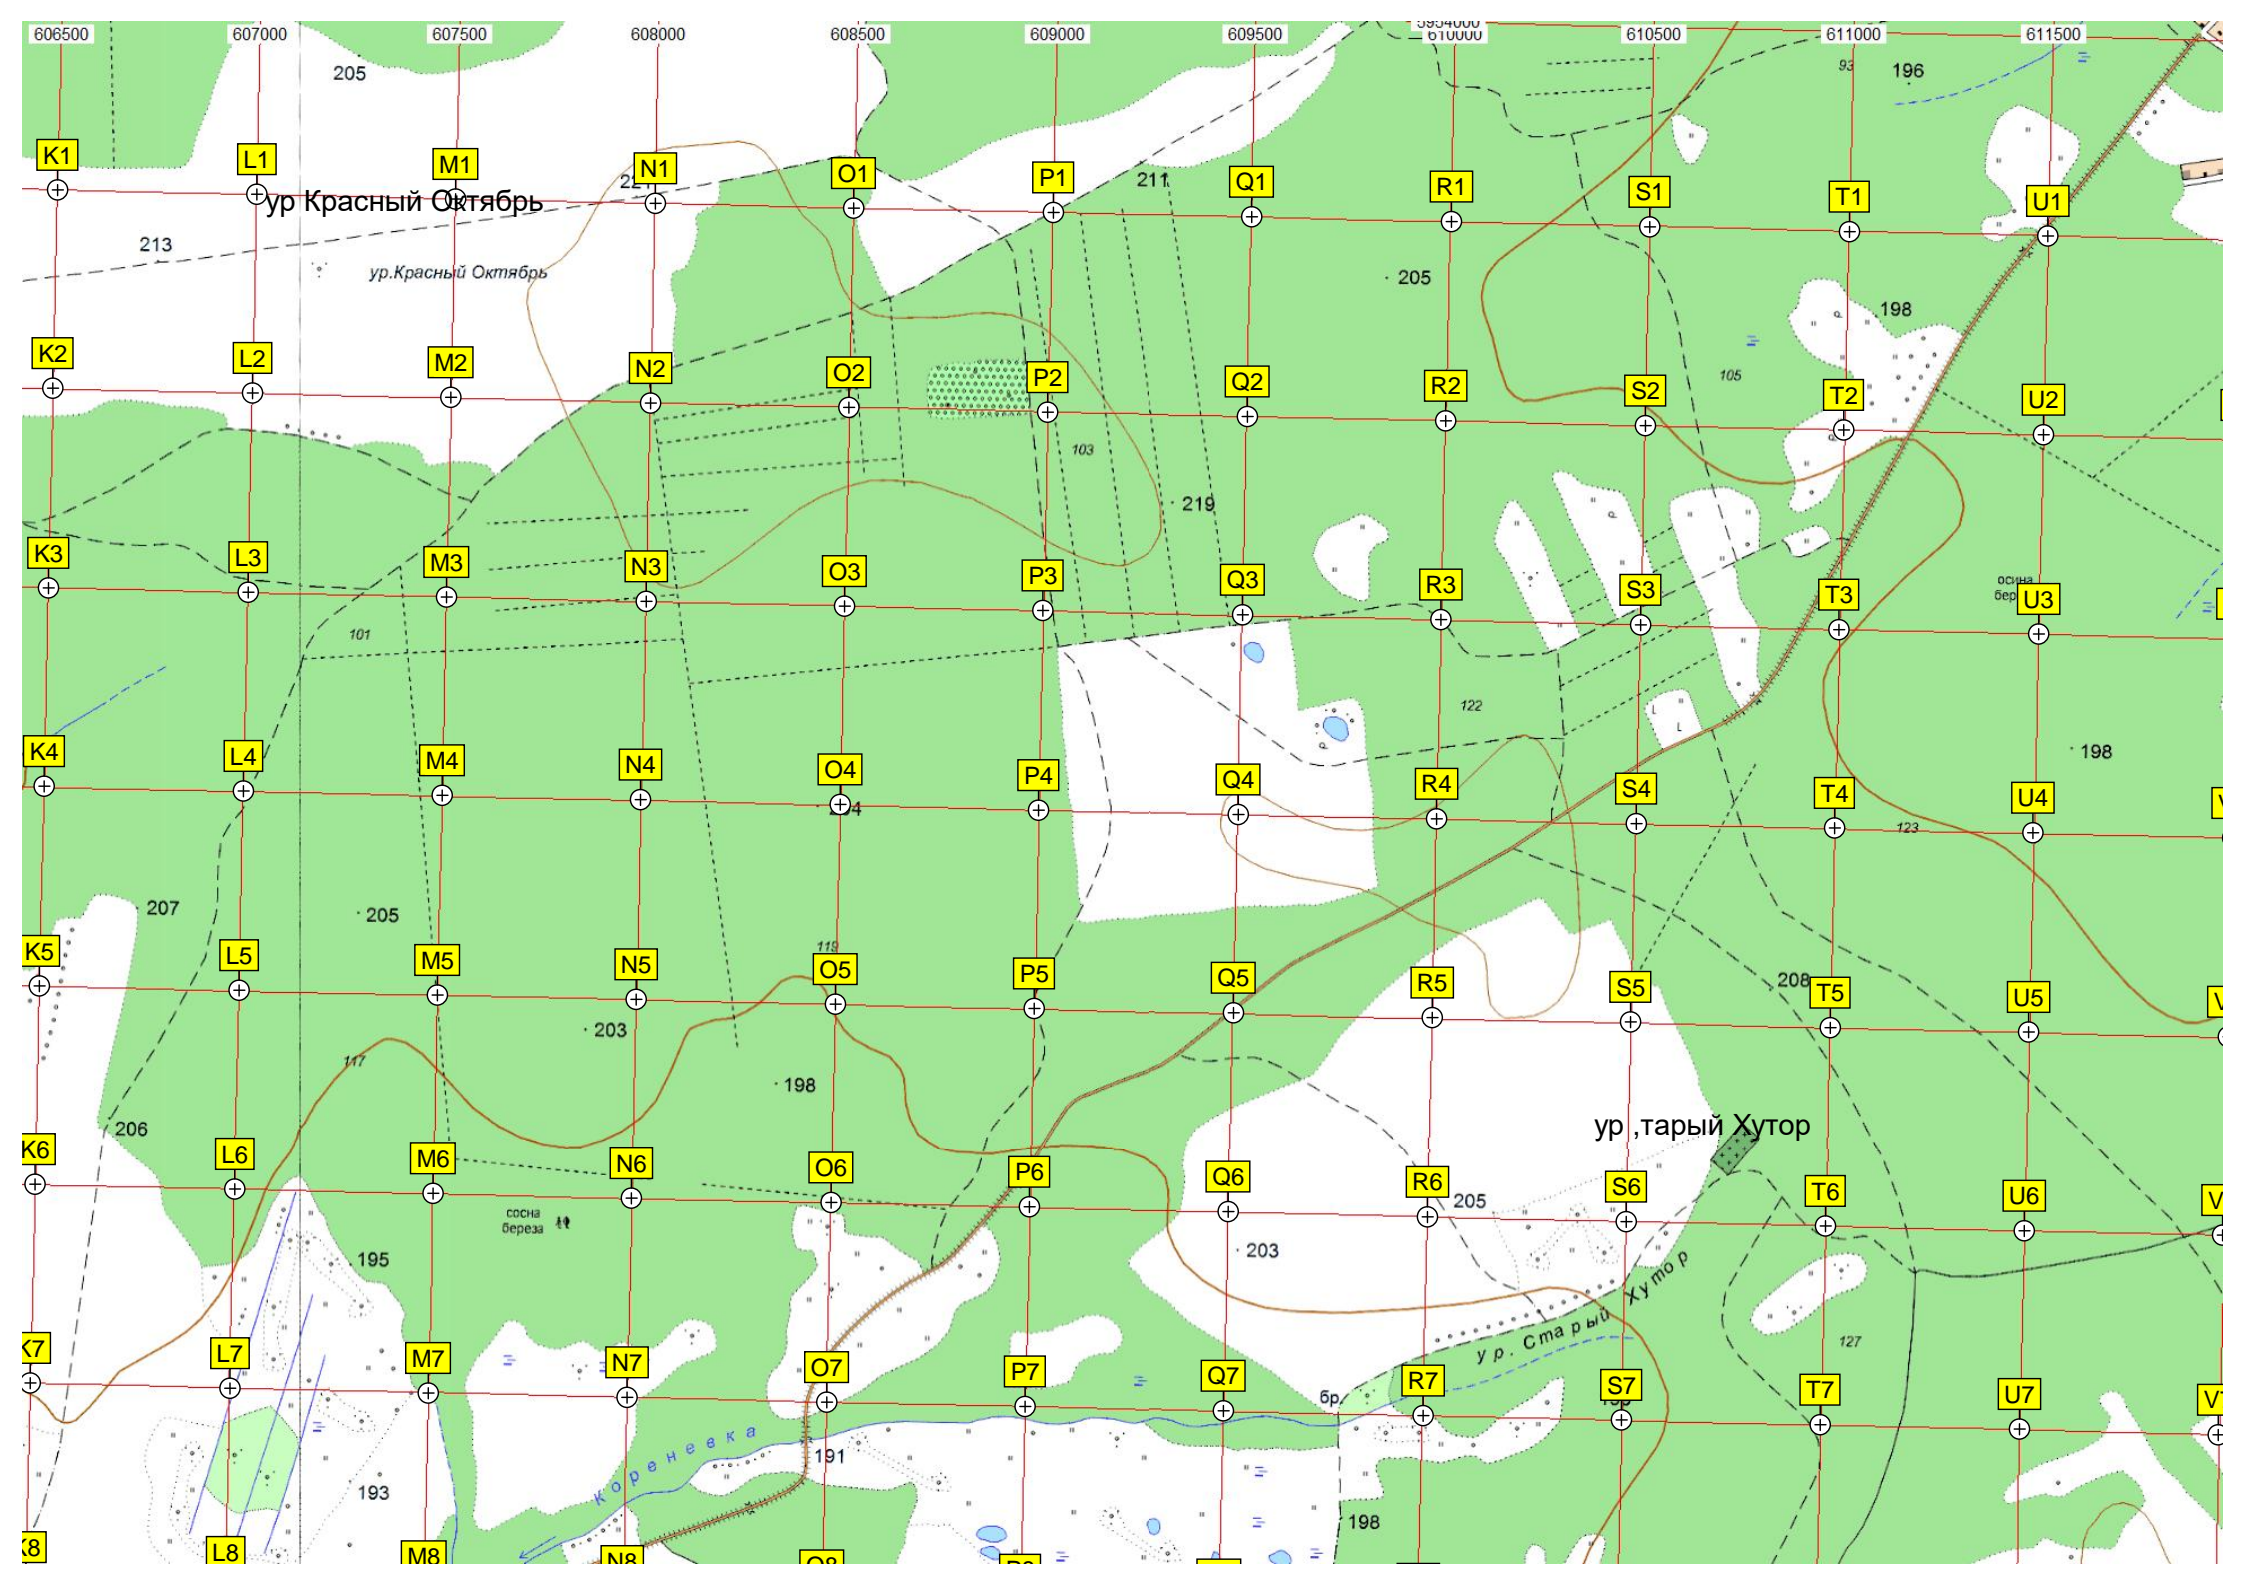 606500 607000 607500 608000 608500 609000 609500 610000 610500 611000 611500
5954000
205 93 196
K1 L1 M1 N1 O1 P1 211 Q1 R1 S1 T1 U1
ур Красный Октябрь
213
ур.Красный Октябрь
205 198
K2 L2 M2 N2 O2 P2 Q2 R2 S2 105 T2 U2
103
219
K3 L3 M3 N3 O3 P3 Q3 R3 S3 T3 U3
осина
101
122
198
K4 L4 M4 N4 O4 P4 Q4 R4 S4 T4 U4
123
207 205
119
K5 L5 M5 N5 O5 P5 Q5 R5 S5 208 T5 U5
203
117 198
206
ур ,тарый Хутор
K6 L6 M6 N6 O6 P6 Q6 R6 205 S6 T6 U6
сосна
береза
195 203
ур. Старый Хутор
127
K7 L7 M7 N7 O7 P7 Q7 бр. R7 S7 T7 U7
Кореневка
191
193 198
K8 L8 M8 N8